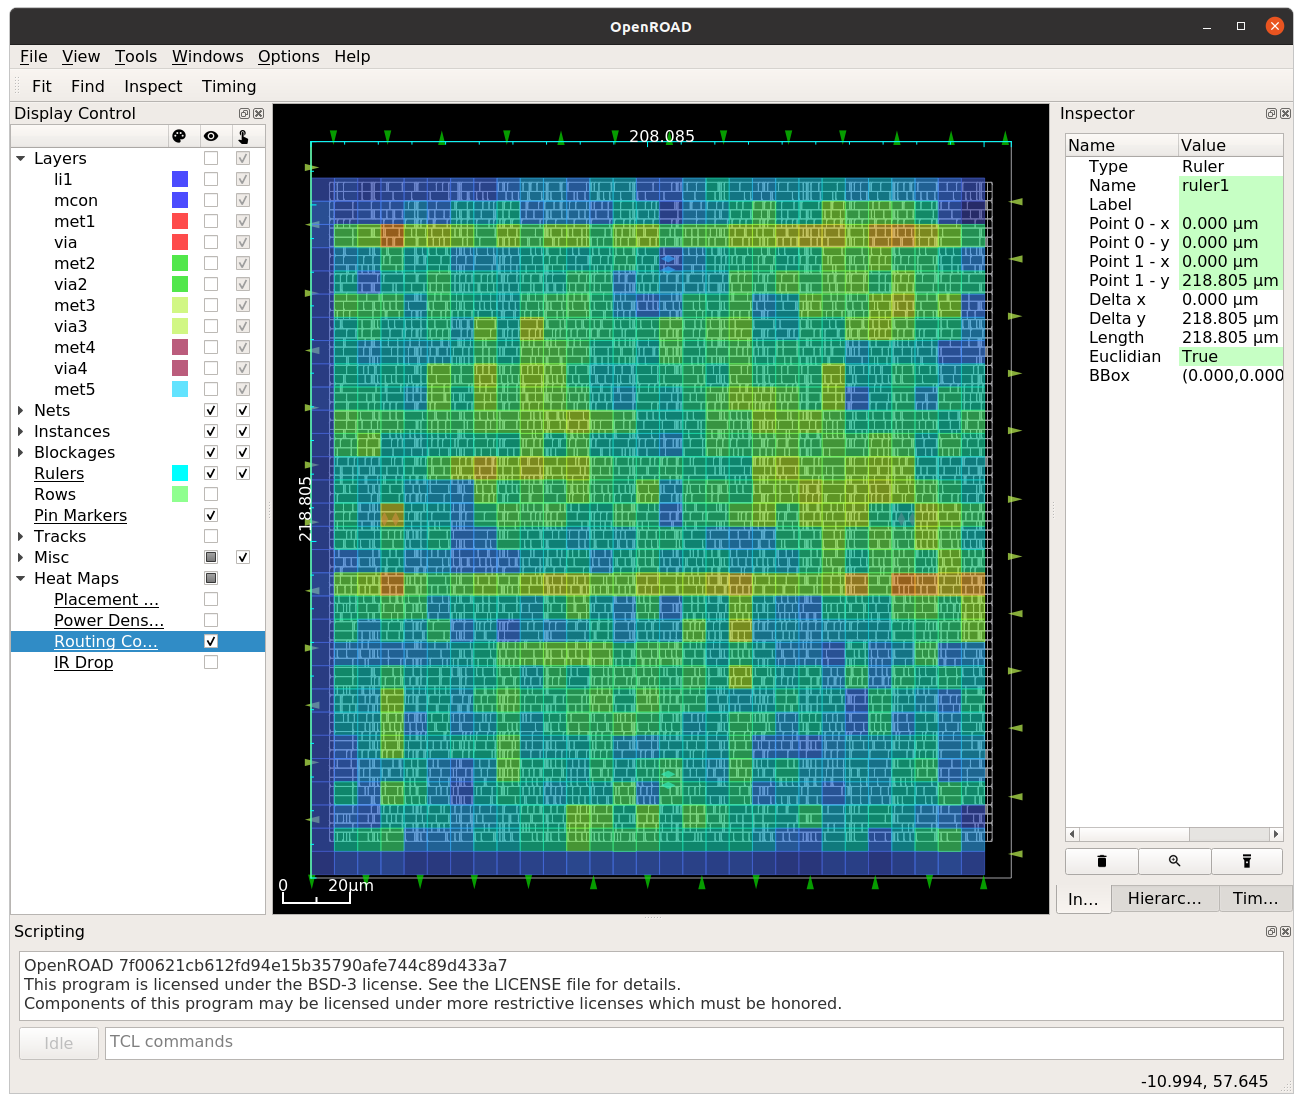 OpenROAD
File View Tools Windows Options Help
Fit Find Inspect Timing
Display Control
Layers
li1
mcon
met1
via
met2
via2
met3
via3
met4
via4
met5
Nets
Instances
Blockages
Rulers
Rows
Pin Markers
Tracks
Misc
Heat Maps
Placement ...
Power Dens...
Routing Co...
IR Drop
208.085
218.805
0 20μm
Inspector
Name Value
Type Ruler
Name ruler1
Label
Point 0 - x 0.000 μm
Point 0 - y 0.000 μm
Point 1 - x 0.000 μm
Point 1 - y 218.805 μm
Delta x 0.000 μm
Delta y 218.805 μm
Length 218.805 μm
Euclidian True
BBox (0.000,0.000
In... Hierarc... Tim...
Scripting
OpenROAD 7f00621cb612fd94e15b35790afe744c89d433a7
This program is licensed under the BSD-3 license. See the LICENSE file for details.
Components of this program may be licensed under more restrictive licenses which must be honored.
Idle TCL commands
-10.994, 57.645